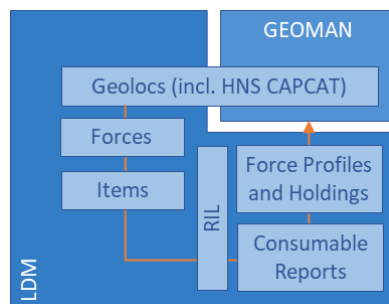 GEOMAN
Geolocs (incl. HNS CAPCAT)
Forces
Items
RIL
Force Profiles
and Holdings
Consumable
Reports
LDM